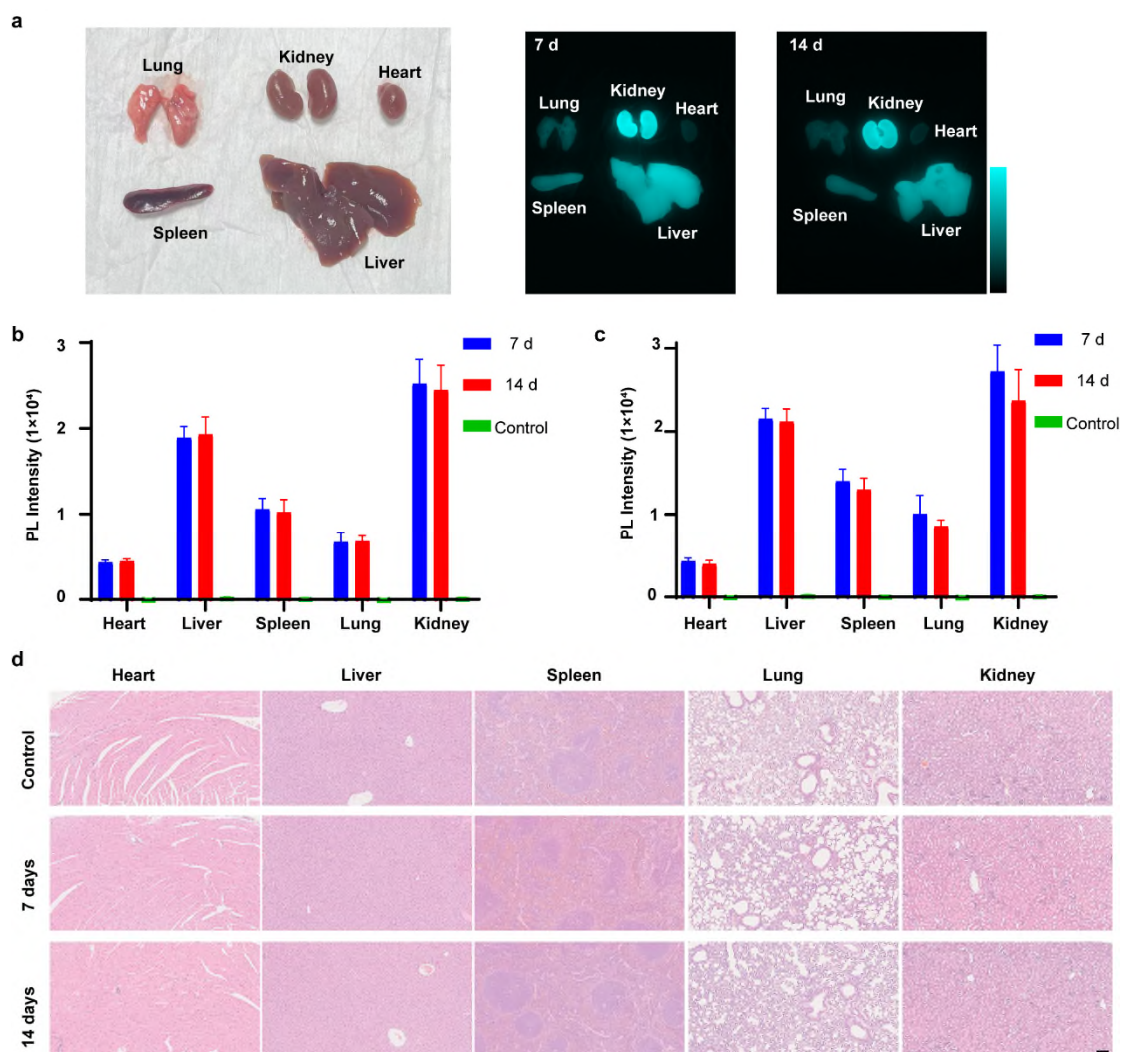 a
Lung
Kidney
Heart
Spleen
Liver
7 d
Lung
Kidney
Heart
Spleen
Liver
14 d
Lung
Kidney
Heart
Spleen
Liver
b
PL Intensity (1×10⁴)
3
2
1
0
Heart Liver Spleen Lung Kidney
7 d
14 d
Control
c
PL Intensity (1×10⁴)
3
2
1
0
Heart Liver Spleen Lung Kidney
7 d
14 d
Control
d
Heart Liver Spleen Lung Kidney
Control
7 days
14 days